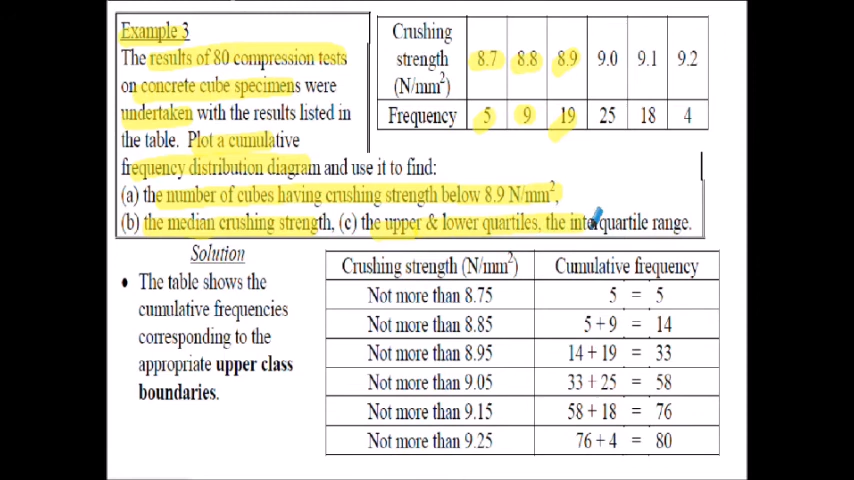 Example 3
The results of 80 compression tests
on concrete cube specimens were
undertaken with the results listed in
the table. Plot a cumulative
frequency distribution diagram and use it to find:
(a) the number of cubes having crushing strength below 8.9 N/mm²,
(b) the median crushing strength, (c) the upper & lower quartiles, the interquartile range.
Crushing
strength 8.7 8.8 8.9 9.0 9.1 9.2
(N/mm²)
Frequency 5 9 19 25 18 4
Solution
• The table shows the
cumulative frequencies
corresponding to the
appropriate upper class
boundaries.
Crushing strength (N/mm²) Cumulative frequency
Not more than 8.75 5 = 5
Not more than 8.85 5 + 9 = 14
Not more than 8.95 14 + 19 = 33
Not more than 9.05 33 + 25 = 58
Not more than 9.15 58 + 18 = 76
Not more than 9.25 76 + 4 = 80